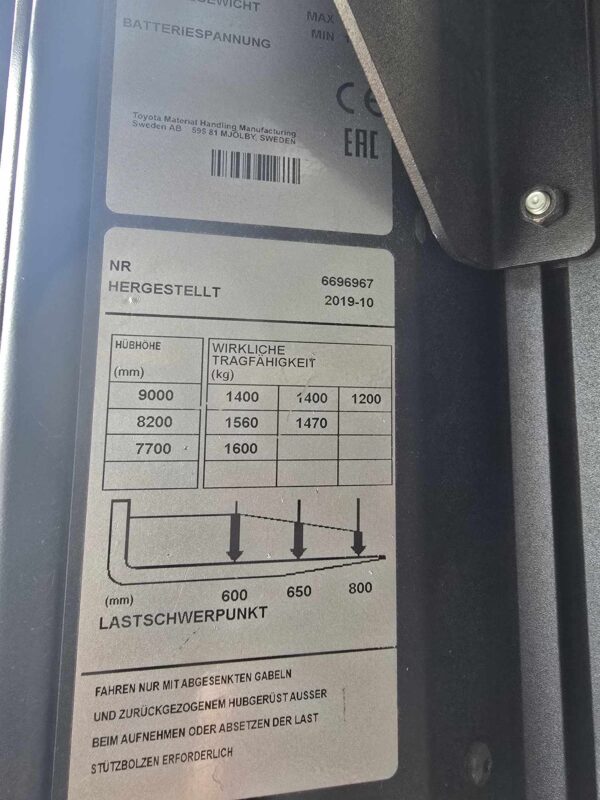 MAX
BATTERIESPANNUNG MIN
CE
Toyota Material Handling Manufacturing
Sweden AB 595 81 MJÖLBY, SWEDEN
EAC
NR 6696967
HERGESTELLT 2019-10
HÜBHÖHE (mm) WIRKLICHE
TRAGFÄHIGKEIT
(kg)
9000 1400 1400 1200
8200 1560 1470
7700 1600
(mm) 600 650 800
LASTSCHWERPUNKT
FAHREN NUR MIT ABGESENKTEN GABELN
UND ZURÜCKGEZOGENEM HUBGERÜST AUSSER
BEIM AUFNEHMEN ODER ABSETZEN DER LAST
STÜTZBOLZEN ERFORDERLICH